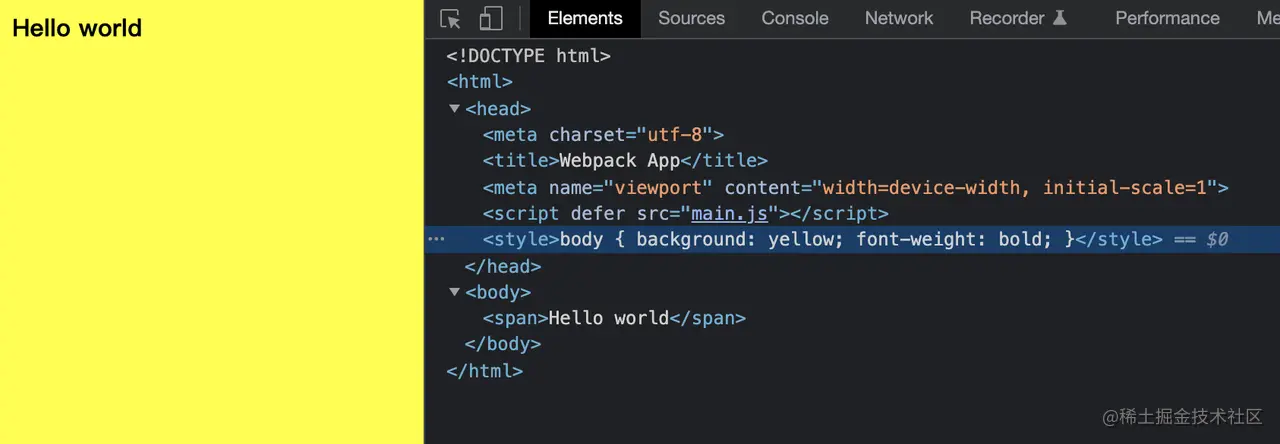 Hello world
Elements Sources Console Network Recorder Performance Me
<!DOCTYPE html>
<html>
<head>
<meta charset="utf-8">
<title>Webpack App</title>
<meta name="viewport" content="width=device-width, initial-scale=1">
<script defer src="main.js"></script>
<style>body { background: yellow; font-weight: bold; }</style> == $0
</head>
<body>
<span>Hello world</span>
</body>
</html>
@稀土掘金技术社区